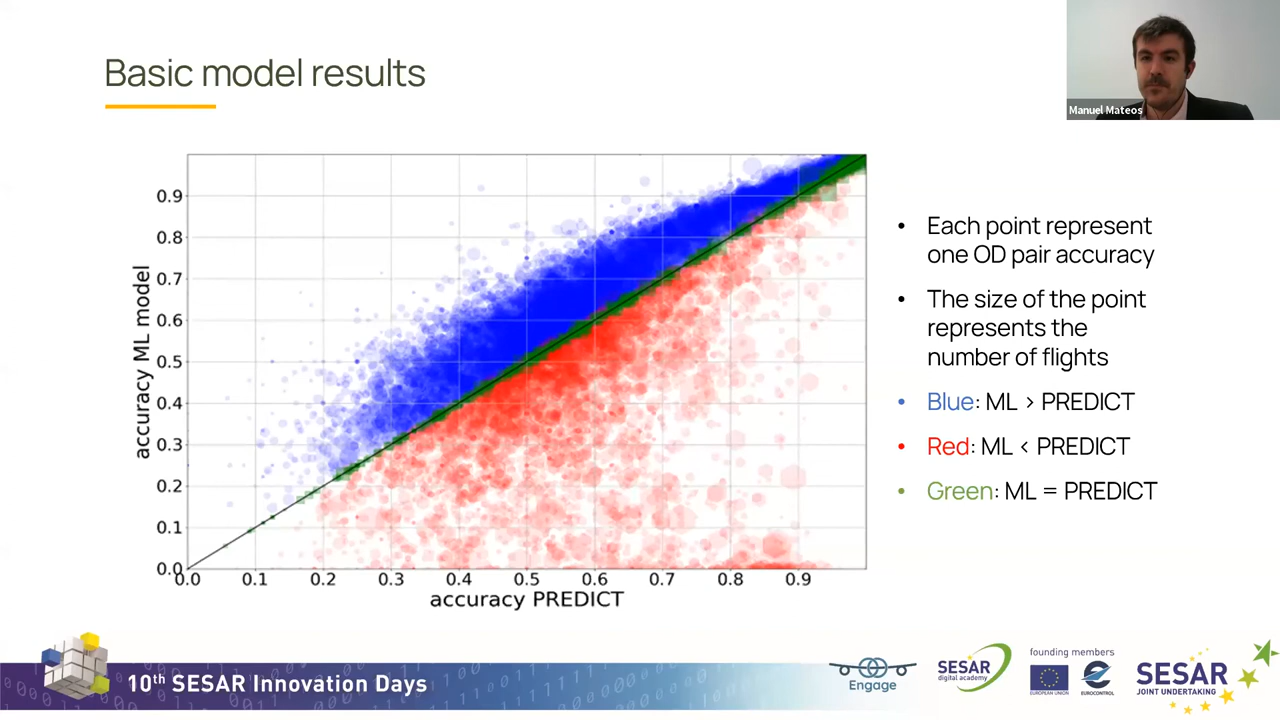 Basic model results
Manuel Mateos
0.9
0.8
0.7
0.6
0.5
0.4
0.3
0.2
0.1
0.0
accuracy ML model
0.0 0.1 0.2 0.3 0.4 0.5 0.6 0.7 0.8 0.9
accuracy PREDICT
• Each point represent
one OD pair accuracy
• The size of the point
represents the
number of flights
• Blue: ML > PREDICT
• Red: ML < PREDICT
• Green: ML = PREDICT
10th SESAR Innovation Days
Engage
SESAR
digital academy
founding members
EUROPEAN UNION
EUROCONTROL
SESAR
JOINT UNDERTAKING